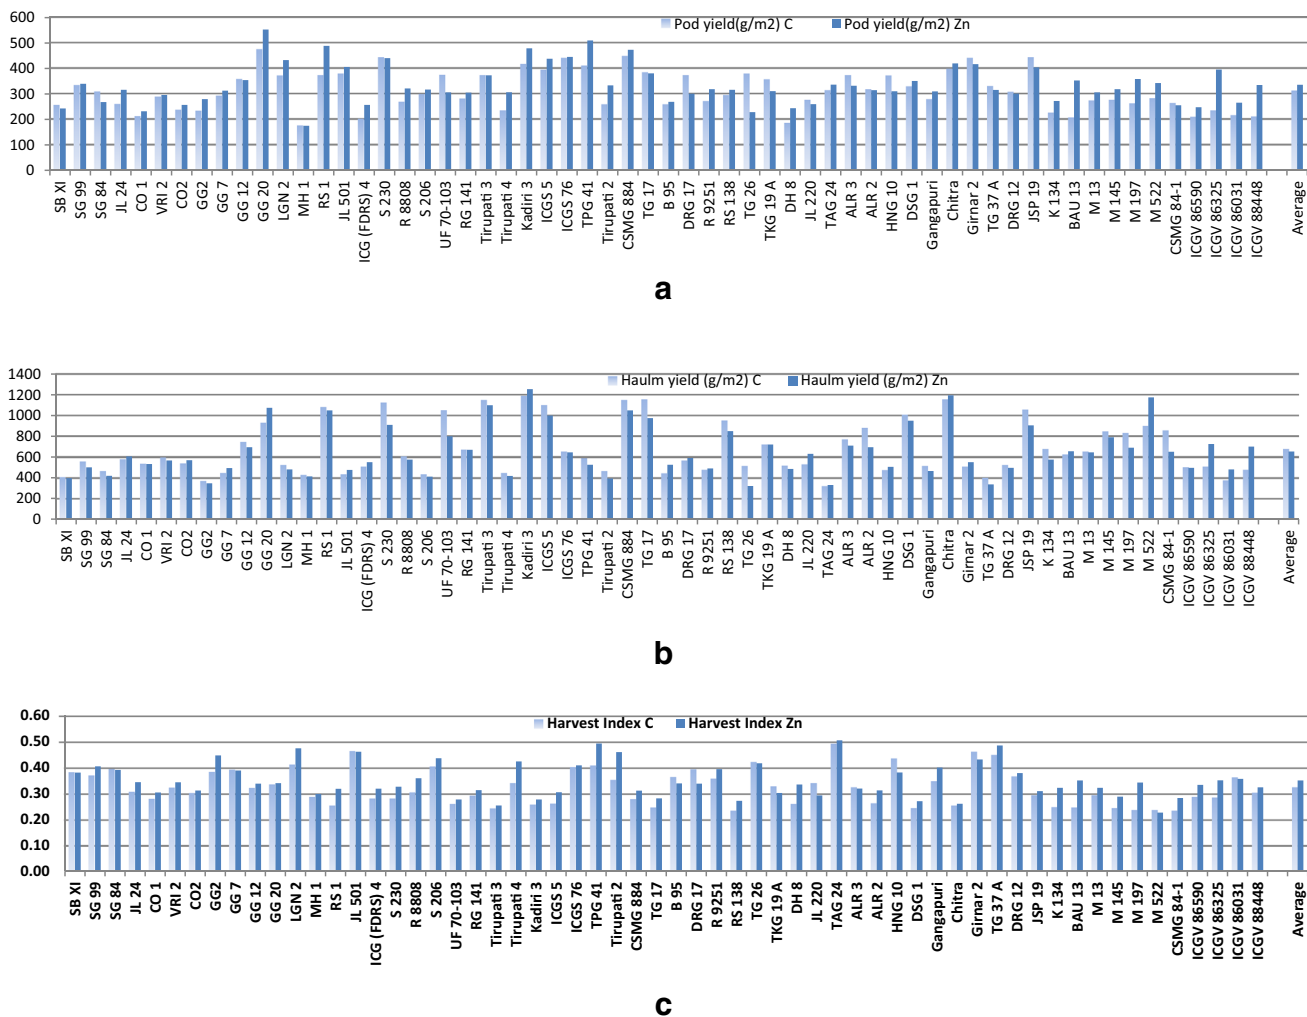 600
500
400
300
200
100
0
Pod yield(g/m2) C
Pod yield(g/m2) Zn
SB XI
SG 99
SG 84
JL 24
CO 1
VRI 2
CO2
GG2
GG 7
GG 12
GG 20
LGN 2
MH 1
RS 1
JL 501
ICG (FDRS) 4
S 230
R 8808
S 206
UF 70-103
RG 141
Tirupati 3
Tirupati 4
Kadiri 3
ICGS 5
ICGS 76
TPG 41
Tirupati 2
CSMG 884
TG 17
B 95
DRG 17
R 9251
RS 138
TG 26
TKG 19 A
DH 8
JL 220
TAG 24
ALR 3
ALR 2
HNG 10
DSG 1
Gangapuri
Chitra
Girnar 2
TG 37 A
DRG 12
JSP 19
K 134
BAU 13
M 13
M 145
M 197
M 522
CSMG 84-1
ICGV 86590
ICGV 86325
ICGV 86031
ICGV 88448
Average
a
1400
1200
1000
800
600
400
200
0
Haulm yield (g/m2) C
Haulm yield (g/m2) Zn
SB XI
SG 99
SG 84
JL 24
CO 1
VRI 2
CO2
GG2
GG 7
GG 12
GG 20
LGN 2
MH 1
RS 1
JL 501
ICG (FDRS) 4
S 230
R 8808
S 206
UF 70-103
RG 141
Tirupati 3
Tirupati 4
Kadiri 3
ICGS 5
ICGS 76
TPG 41
Tirupati 2
CSMG 884
TG 17
B 95
DRG 17
R 9251
RS 138
TG 26
TKG 19 A
DH 8
JL 220
TAG 24
ALR 3
ALR 2
HNG 10
DSG 1
Gangapuri
Chitra
Girnar 2
TG 37 A
DRG 12
JSP 19
K 134
BAU 13
M 13
M 145
M 197
M 522
CSMG 84-1
ICGV 86590
ICGV 86325
ICGV 86031
ICGV 88448
Average
b
0.60
0.50
0.40
0.30
0.20
0.10
0.00
Harvest Index C
Harvest Index Zn
SB XI
SG 99
SG 84
JL 24
CO 1
VRI 2
CO2
GG2
GG 7
GG 12
GG 20
LGN 2
MH 1
RS 1
JL 501
ICG (FDRS) 4
S 230
R 8808
S 206
UF 70-103
RG 141
Tirupati 3
Tirupati 4
Kadiri 3
ICGS 5
ICGS 76
TPG 41
Tirupati 2
CSMG 884
TG 17
B 95
DRG 17
R 9251
RS 138
TG 26
TKG 19 A
DH 8
JL 220
TAG 24
ALR 3
ALR 2
HNG 10
DSG 1
Gangapuri
Chitra
Girnar 2
TG 37 A
DRG 12
JSP 19
K 134
BAU 13
M 13
M 145
M 197
M 522
CSMG 84-1
ICGV 86590
ICGV 86325
ICGV 86031
ICGV 88448
Average
c